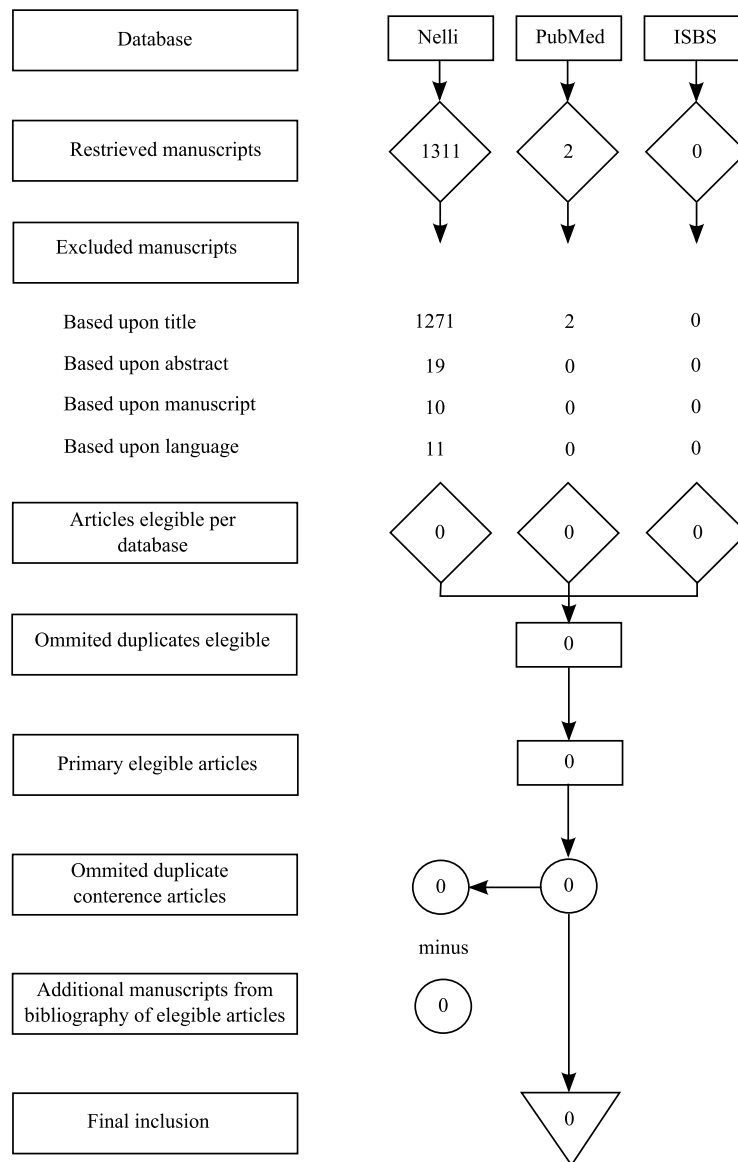 Database Nelli PubMed ISBS
Restrieved manuscripts 1311 2 0
Excluded manuscripts
Based upon title 1271 2 0
Based upon abstract 19 0 0
Based upon manuscript 10 0 0
Based upon language 11 0 0
Articles elegible per
database
0 0 0
Ommited duplicates elegible 0
Primary elegible articles 0
Ommited duplicate
conterence articles
0 0
minus
Additional manuscripts from
bibliography of elegible articles
0
Final inclusion 0